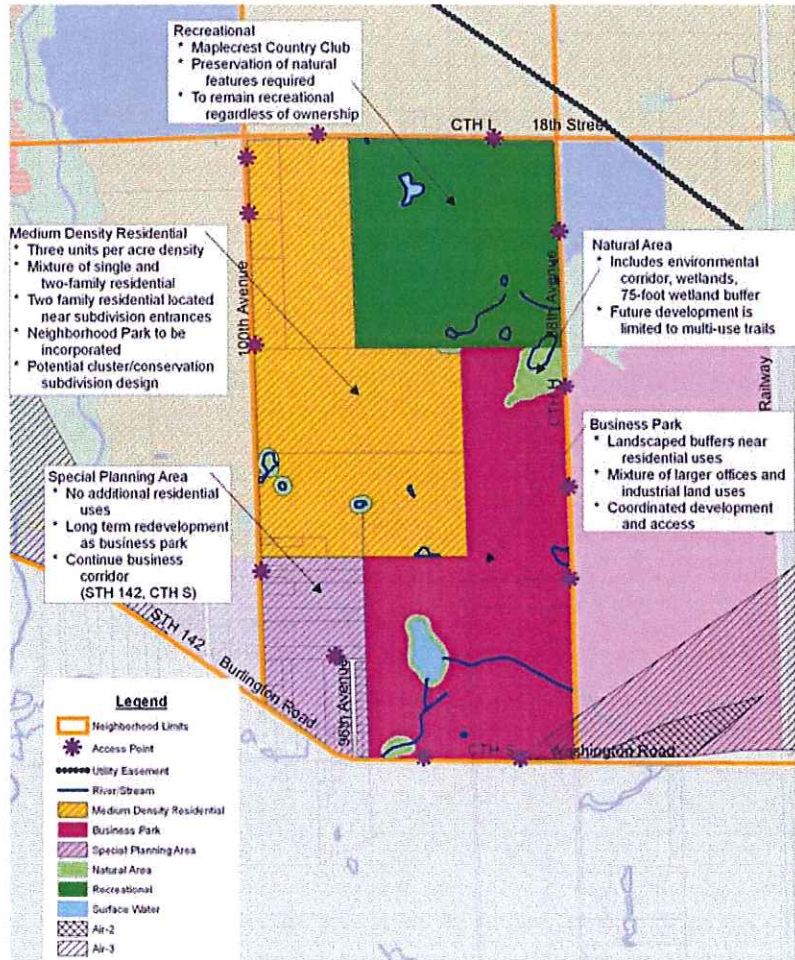 Recreational
* Maplecrest Country Club
* Preservation of natural
features required
* To remain recreational
regardless of ownership
CTH L
18th Street
Medium Density Residential
* Three units per acre density
* Mixture of single and
two-family residential
* Two family residential located
near subdivision entrances
* Neighborhood Park to be
incorporated
* Potential cluster/conservation
subdivision design
100th Avenue
88th Avenue
CTH H
Natural Area
* Includes environmental
corridor, wetlands,
75-foot wetland buffer
* Future development is
limited to multi-use trails
Railway
Business Park
* Landscaped buffers near
residential uses
* Mixture of larger offices and
industrial land uses
* Coordinated development
and access
Special Planning Area
* No additional residential
uses
* Long term redevelopment
as business park
* Continue business
corridor
(STH 142, CTH S)
STH 142
Burlington Road
96th Avenue
CTH S
Washington Road
Legend
Neighborhood Limits
Access Point
Utility Easement
River/Stream
Medium Density Residential
Business Park
Special Planning Area
Natural Area
Recreational
Surface Water
Air-2
Air-3